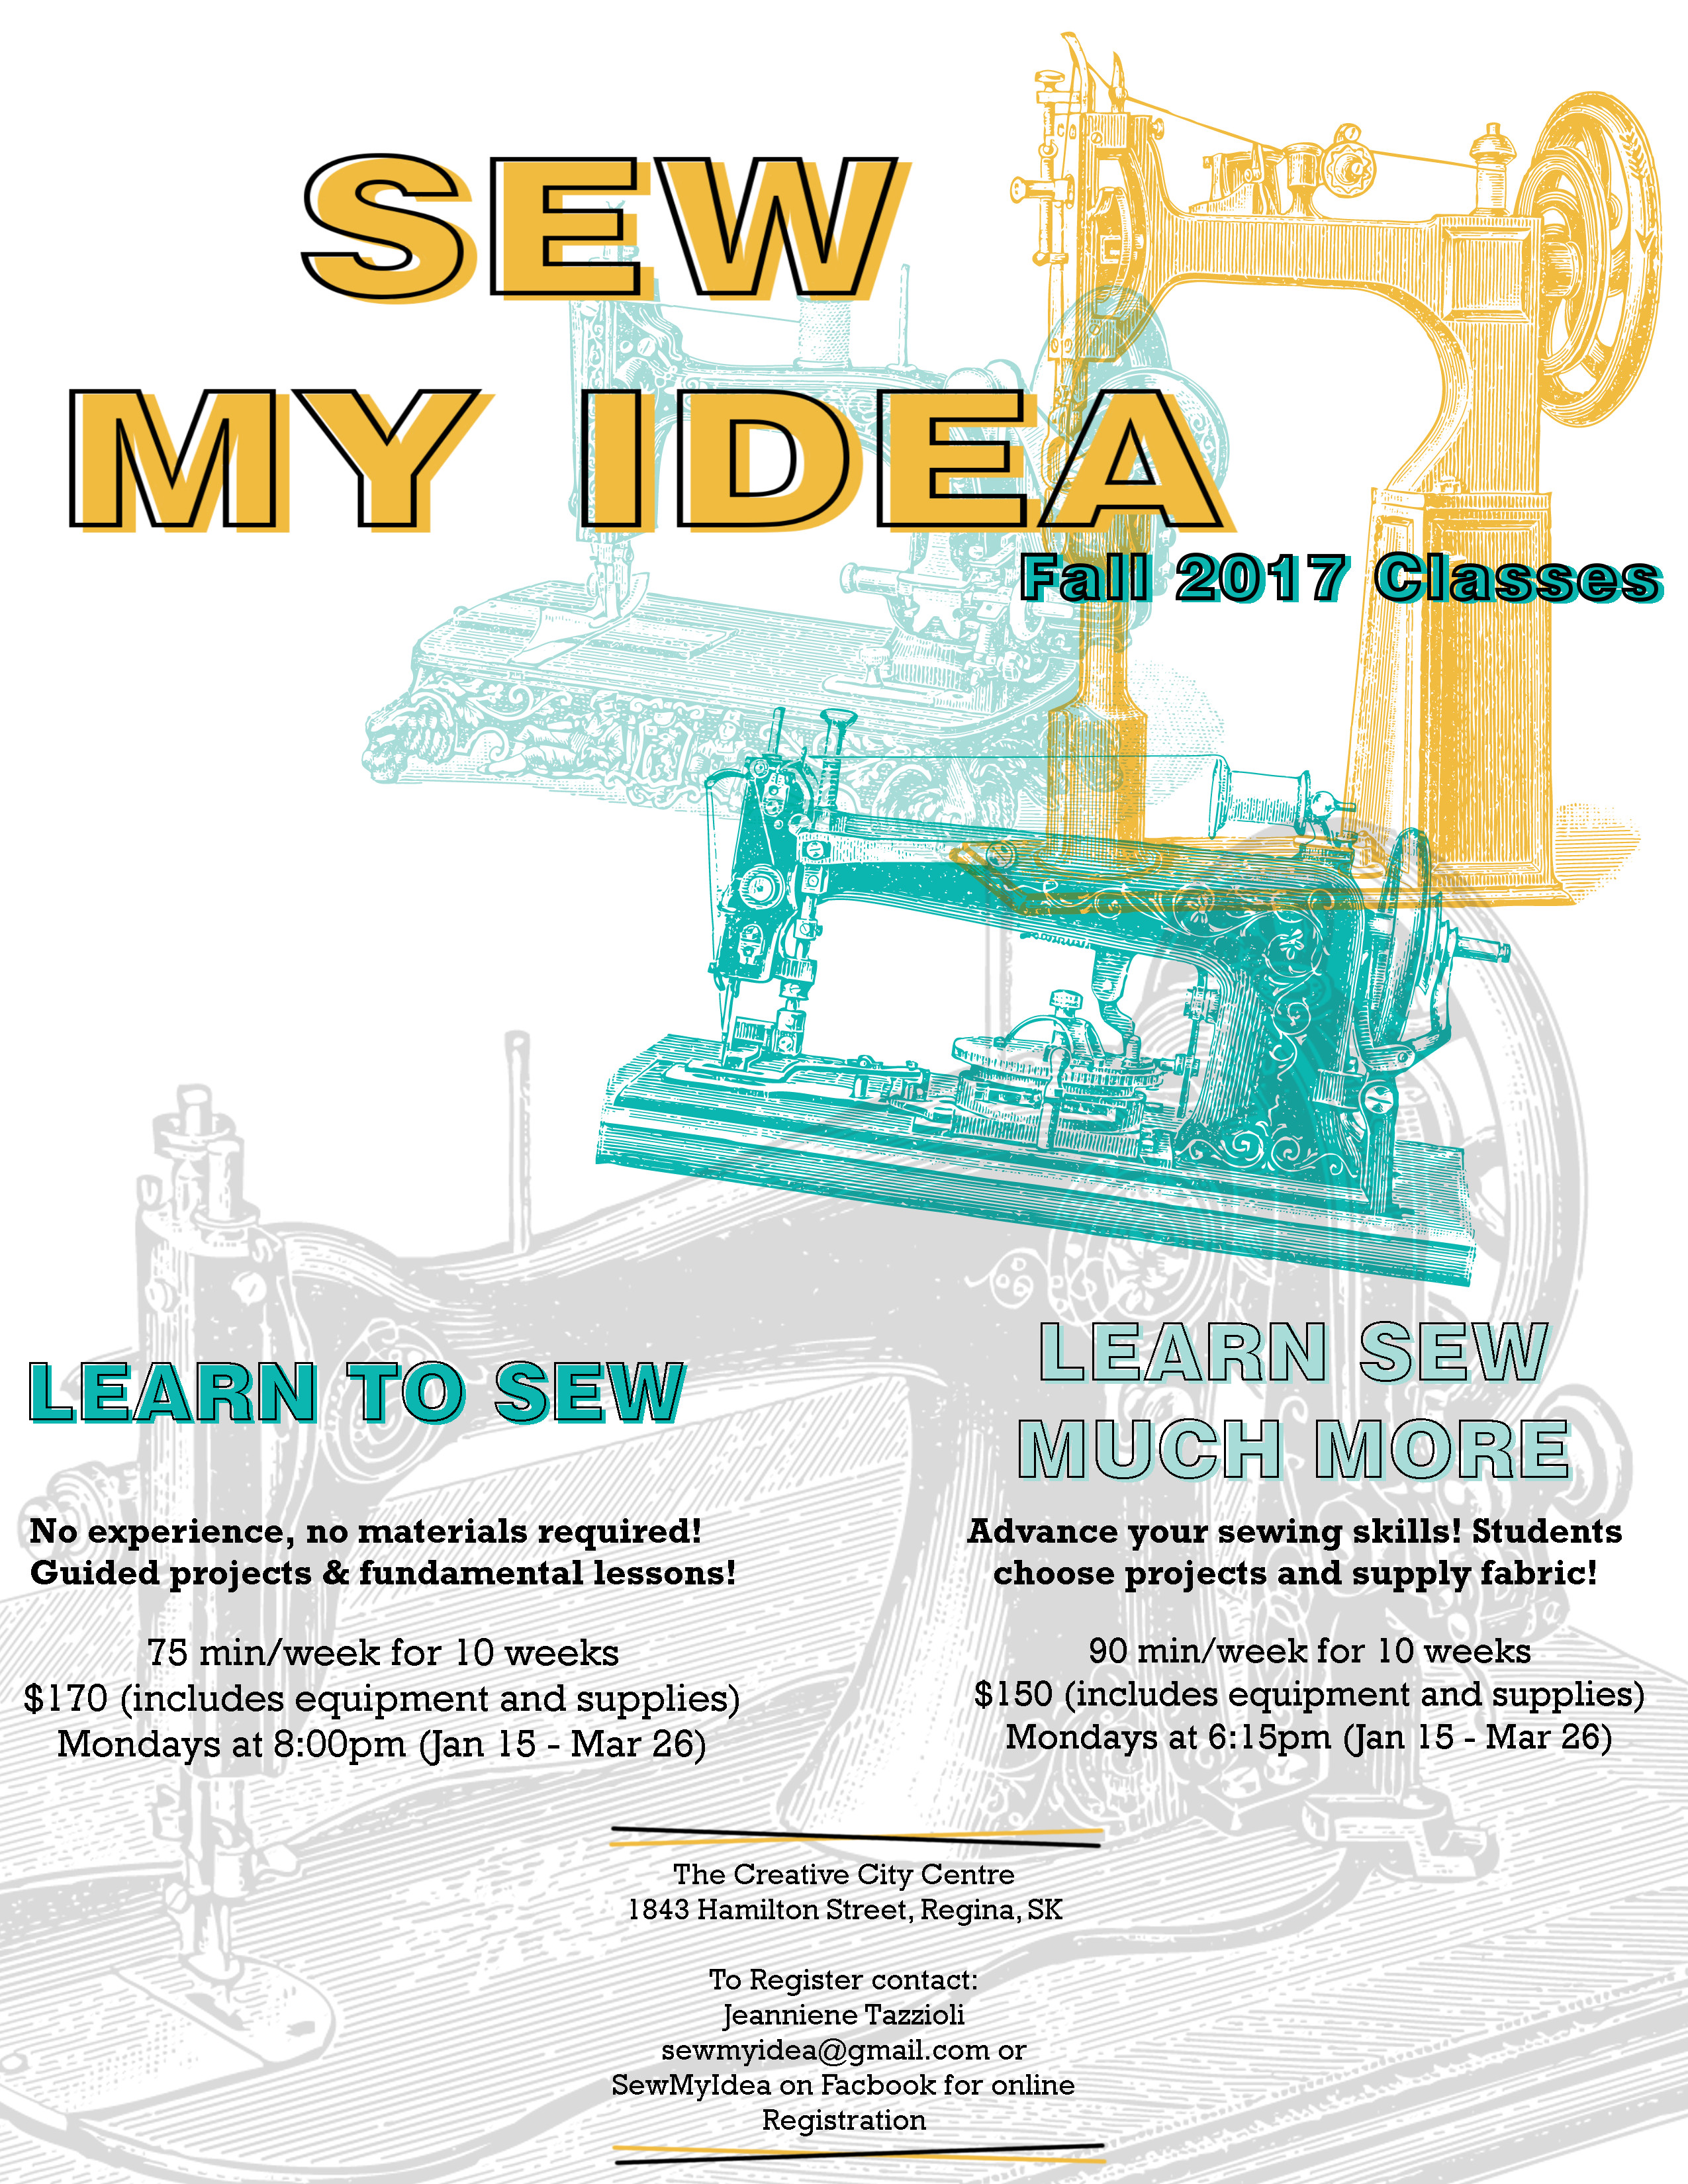 SEW
MY IDEA
Fall 2017 Classes
LEARN TO SEW
No experience, no materials required!
Guided projects & fundamental lessons!
75 min/week for 10 weeks
$170 (includes equipment and supplies)
Mondays at 8:00pm (Jan 15 - Mar 26)
LEARN SEW
MUCH MORE
Advance your sewing skills! Students
choose projects and supply fabric!
90 min/week for 10 weeks
$150 (includes equipment and supplies)
Mondays at 6:15pm (Jan 15 - Mar 26)
The Creative City Centre
1843 Hamilton Street, Regina, SK
To Register contact:
Jeanniene Tazzioli
sewmyidea@gmail.com or
SewMyIdea on Facbook for online
Registration